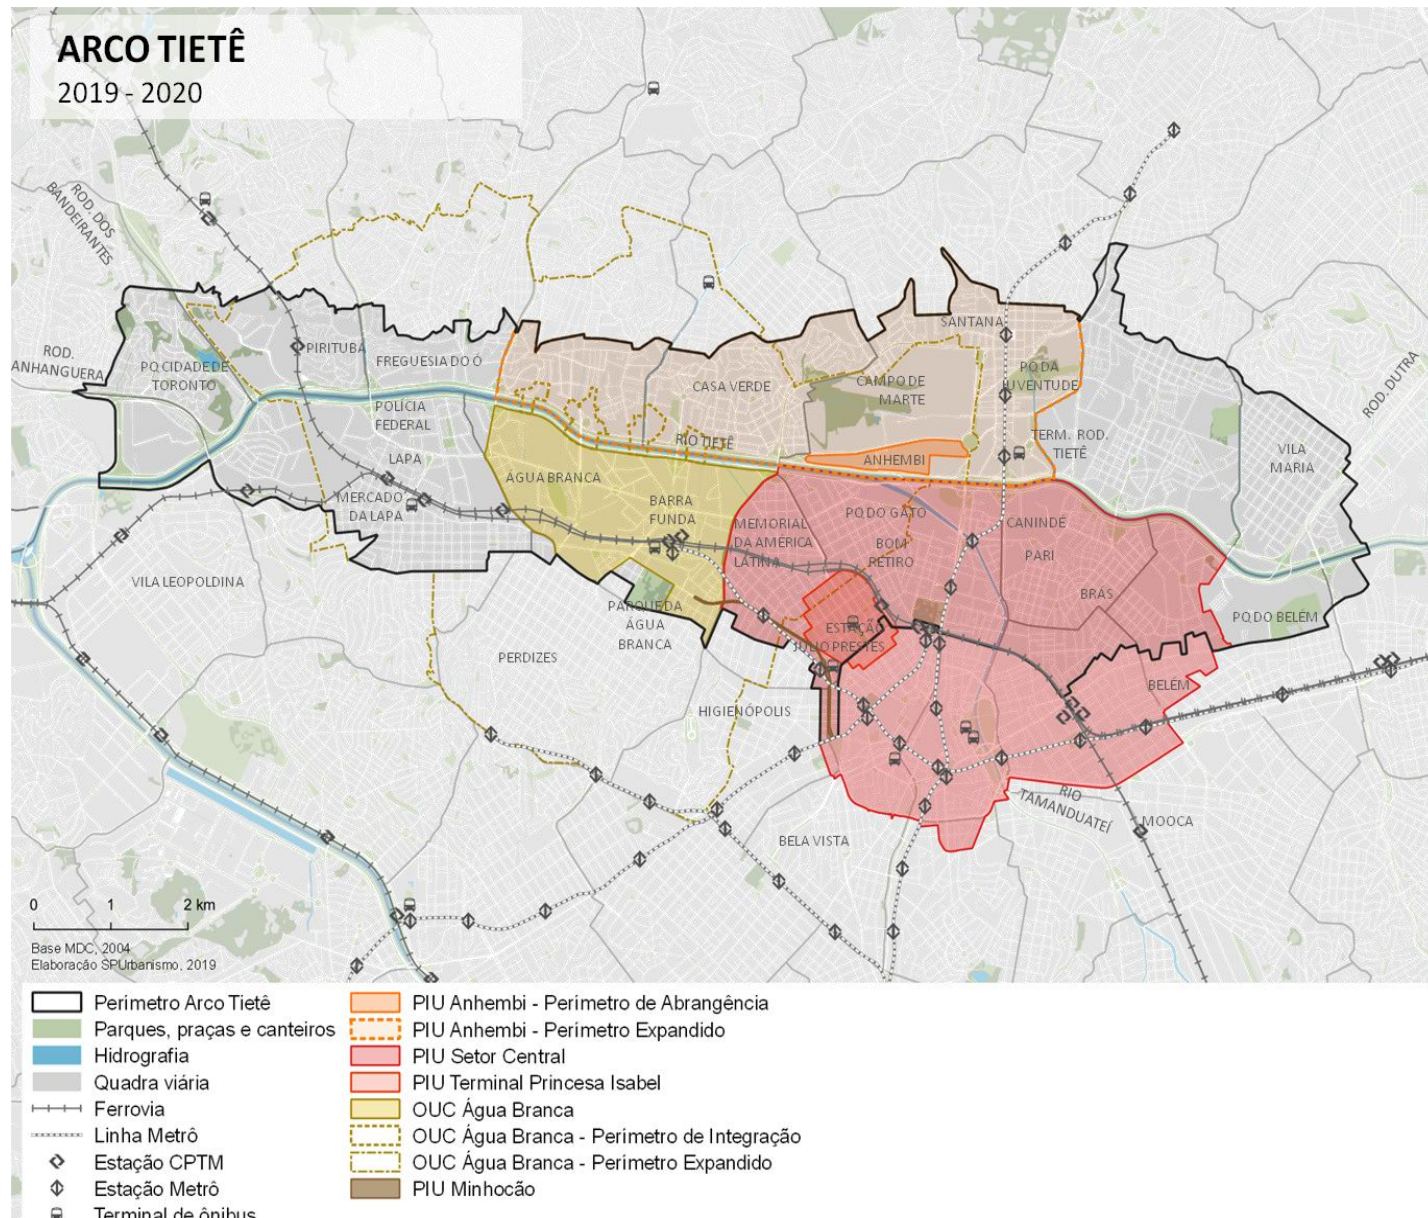 ARCO TIETÊ
2019 - 2020
ROD. DOS
BANDEIRANTES
ROD.
ANHANGUERA
PQ CIDADE DE
TORONTO
PIRITUBA
FREGUESIA DO Ó
POLÍCIA
FEDERAL
LAPA
MERCADO
DA LAPA
VILA LEOPOLDINA
CASA VERDE
SANTANA
CAMPO DE
MARTE
PQ DA
JUVENTUDE
ROD. DUTRA
RIO TIETÊ
ANHEMBI
TERM. ROD.
TIETÊ
VILA
MARIA
ÁGUA BRANCA
BARRA
FUNDA
MEMORIAL
DA AMÉRICA
LATINA
PQ DO GATO
BOM
RETIRO
CANINDÉ
PARI
BRÁS
PQ DO BELÉM
PARQUE DA
ÁGUA
BRANCA
ESTAÇÃO
JULIO PRESTES
PERDIZES
HIGIENÓPOLIS
BELÉM
RIO
TAMANDUATEÍ
MOOCA
BELA VISTA
0 1 2 km
Base MDC, 2004
Elaboração SPUrbanismo, 2019
Perimetro Arco Tietê
Parques, praças e canteiros
Hidrografia
Quadra viária
Ferrovia
Linha Metrô
Estação CPTM
Estação Metrô
Terminal de ônibus
PIU Anhembi - Perímetro de Abrangência
PIU Anhembi - Perímetro Expandido
PIU Setor Central
PIU Terminal Princesa Isabel
OUC Água Branca
OUC Água Branca - Perímetro de Integração
OUC Água Branca - Perímetro Expandido
PIU Minhocão